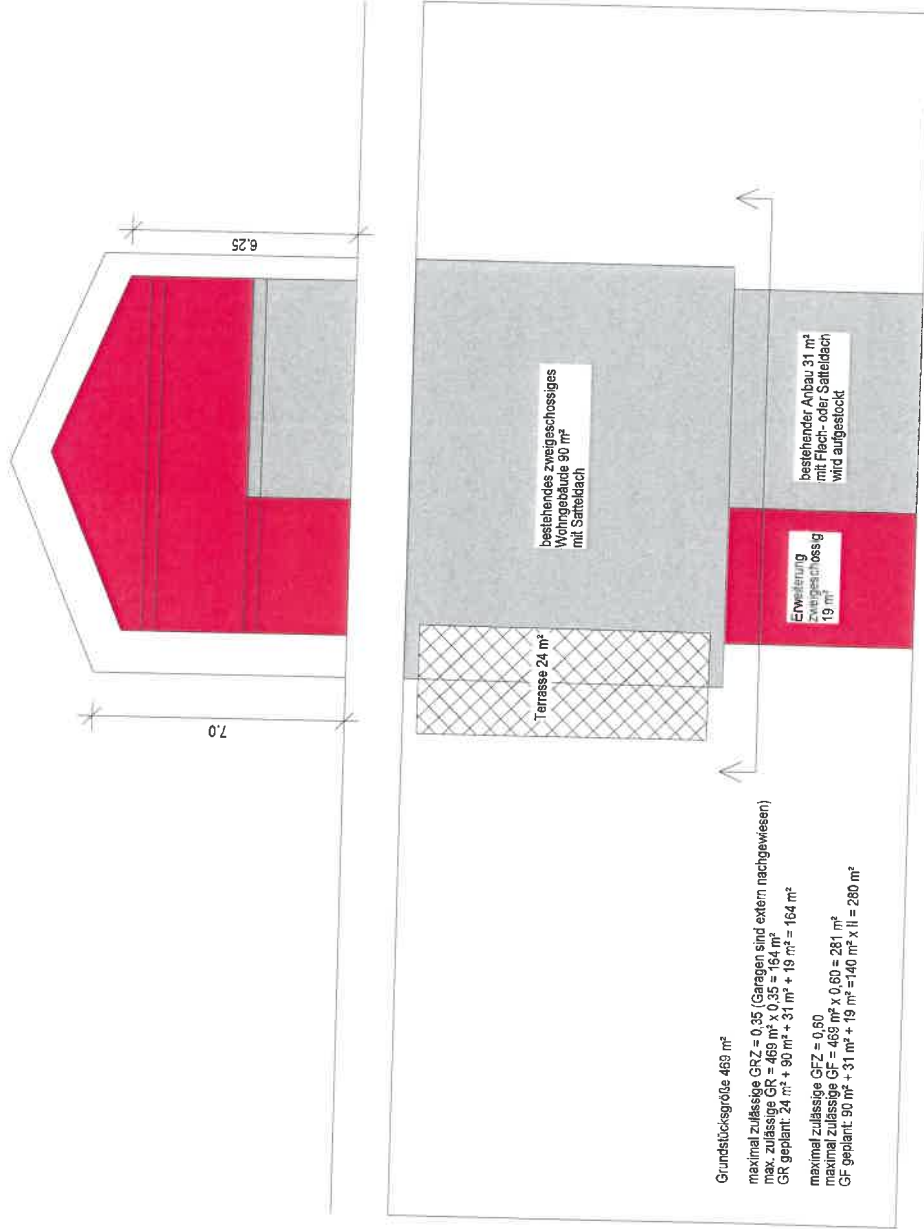 7.0
6.25
bestehendes zweigeschossiges
Wohngebäude 90 m²
mit Satteldach
Terrasse 24 m²
Erweiterung
zweigeschossig
19 m²
bestehender Anbau 31 m²
mit Flach- oder Satteldach
wird aufgestockt
Grundstücksgröße 469 m²
maximal zulässige GRZ = 0,35 (Garagen sind extern nachgewiesen)
max. zulässige GR = 469 m² x 0,35 = 164 m²
GR geplant: 24 m² + 90 m² + 31 m² + 19 m² = 164 m²
maximal zulässige GFZ = 0,60
maximal zulässige GF = 469 m² x 0,60 = 281 m²
GF geplant: 90 m² + 31 m² + 19 m² =140 m² x II = 280 m²